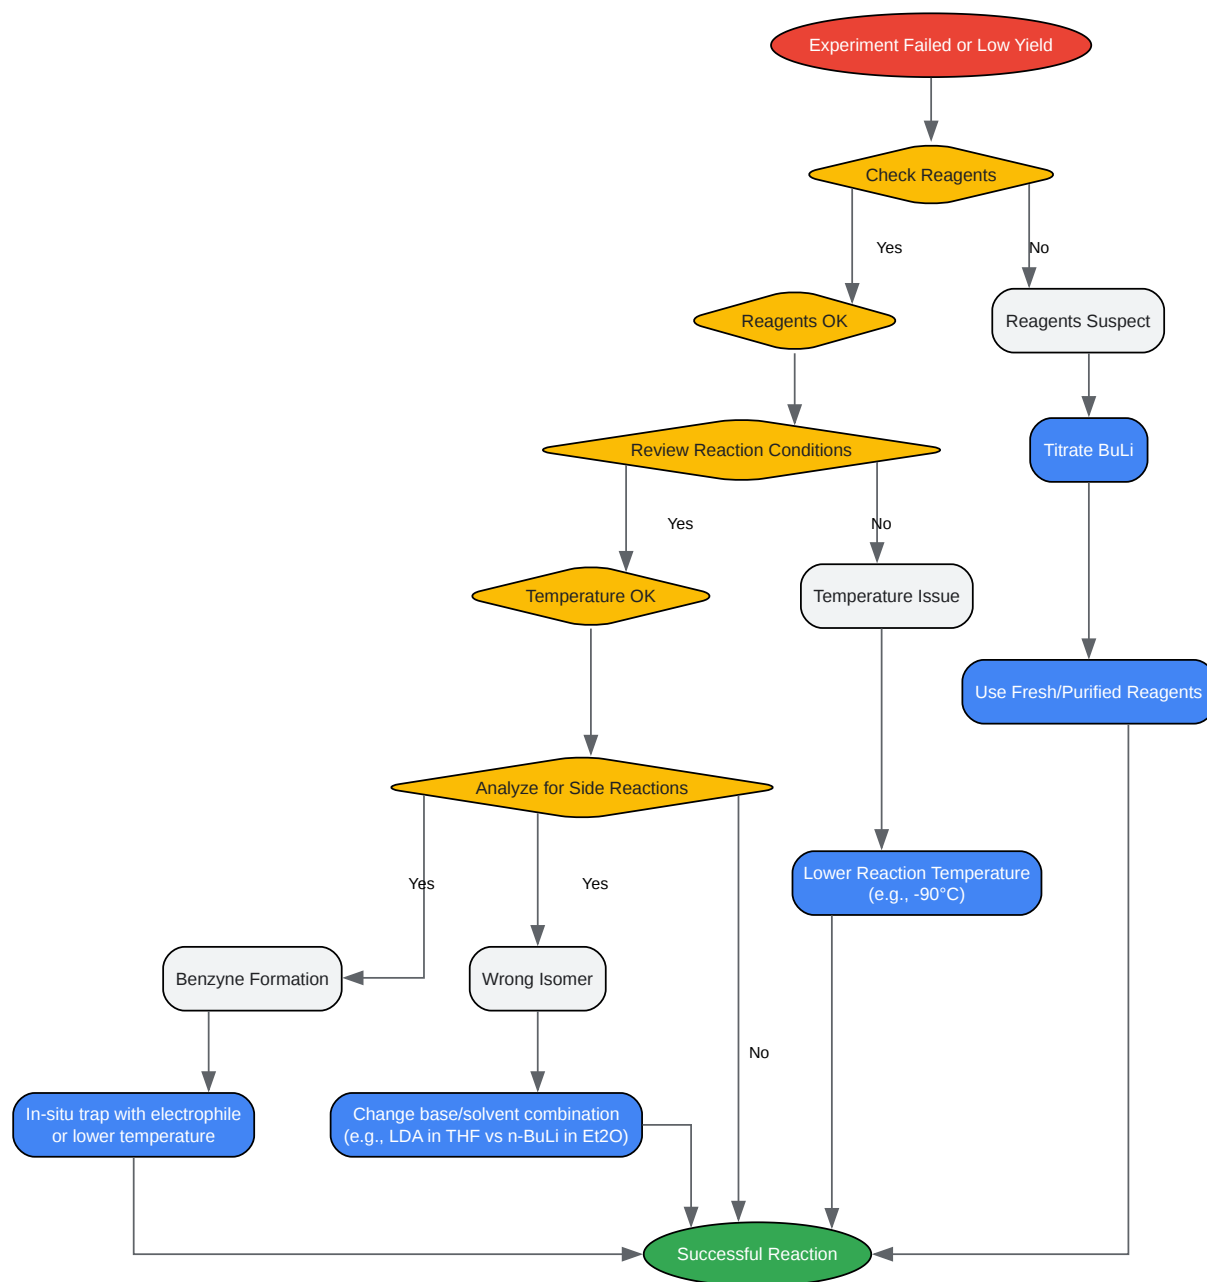 Experiment Failed or Low Yield
Check Reagents
Yes
No
Reagents OK
Reagents Suspect
Review Reaction Conditions
Titrate BuLi
Yes
No
Temperature OK
Temperature Issue
Use Fresh/Purified Reagents
Analyze for Side Reactions
Lower Reaction Temperature
(e.g., -90°C)
Yes
Yes
Benzyne Formation
Wrong Isomer
No
In-situ trap with electrophile
or lower temperature
Change base/solvent combination
(e.g., LDA in THF vs n-BuLi in Et2O)
Successful Reaction